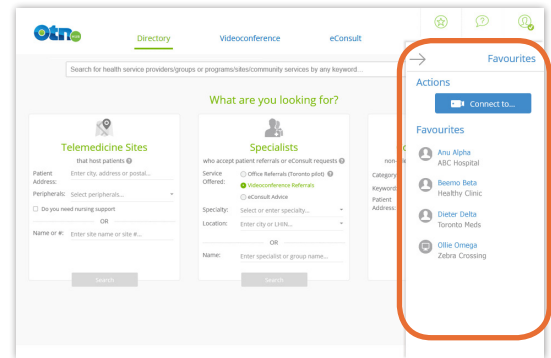 otn hub
Directory
Videoconference
eConsult
Search for health service providers/groups or programs/sites/community services by any keyword...
What are you looking for?
Telemedicine Sites
that host patients
Patient Address:
Enter city, address or postal...
Peripherals:
Select peripherals...
Do you need nursing support
OR
Name or #:
Enter site name or site #...
Search
Specialists
who accept patient referrals or eConsult requests
Service Offered:
Office Referrals (Toronto pilot)
Videoconference Referrals
eConsult Advice
Specialty:
Select or enter specialty...
Location:
Enter city or LHIN...
OR
Name:
Enter specialist or group name...
Search
Category
Keyword
Patient Address:
Favourites
Actions
Connect to...
Favourites
Anu Alpha
ABC Hospital
Beemo Beta
Healthy Clinic
Dieter Delta
Toronto Meds
Ollie Omega
Zebra Crossing